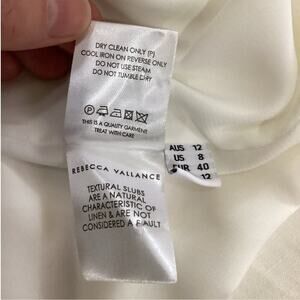 DRY CLEAN ONLY (P)
COOL IRON ON REVERSE ONLY
DO NOT USE STEAM
DO NOT TUMBLE DRY
THIS IS A QUALITY GARMENT
TREAT WITH CARE
REBECCA VALLANCE
TEXTURAL SLUBS
ARE A NATURAL
CHARACTERISTIC OF
LINEN & ARE NOT
CONSIDERED A FAULT
AUS 12
US 8
EUR 40
12